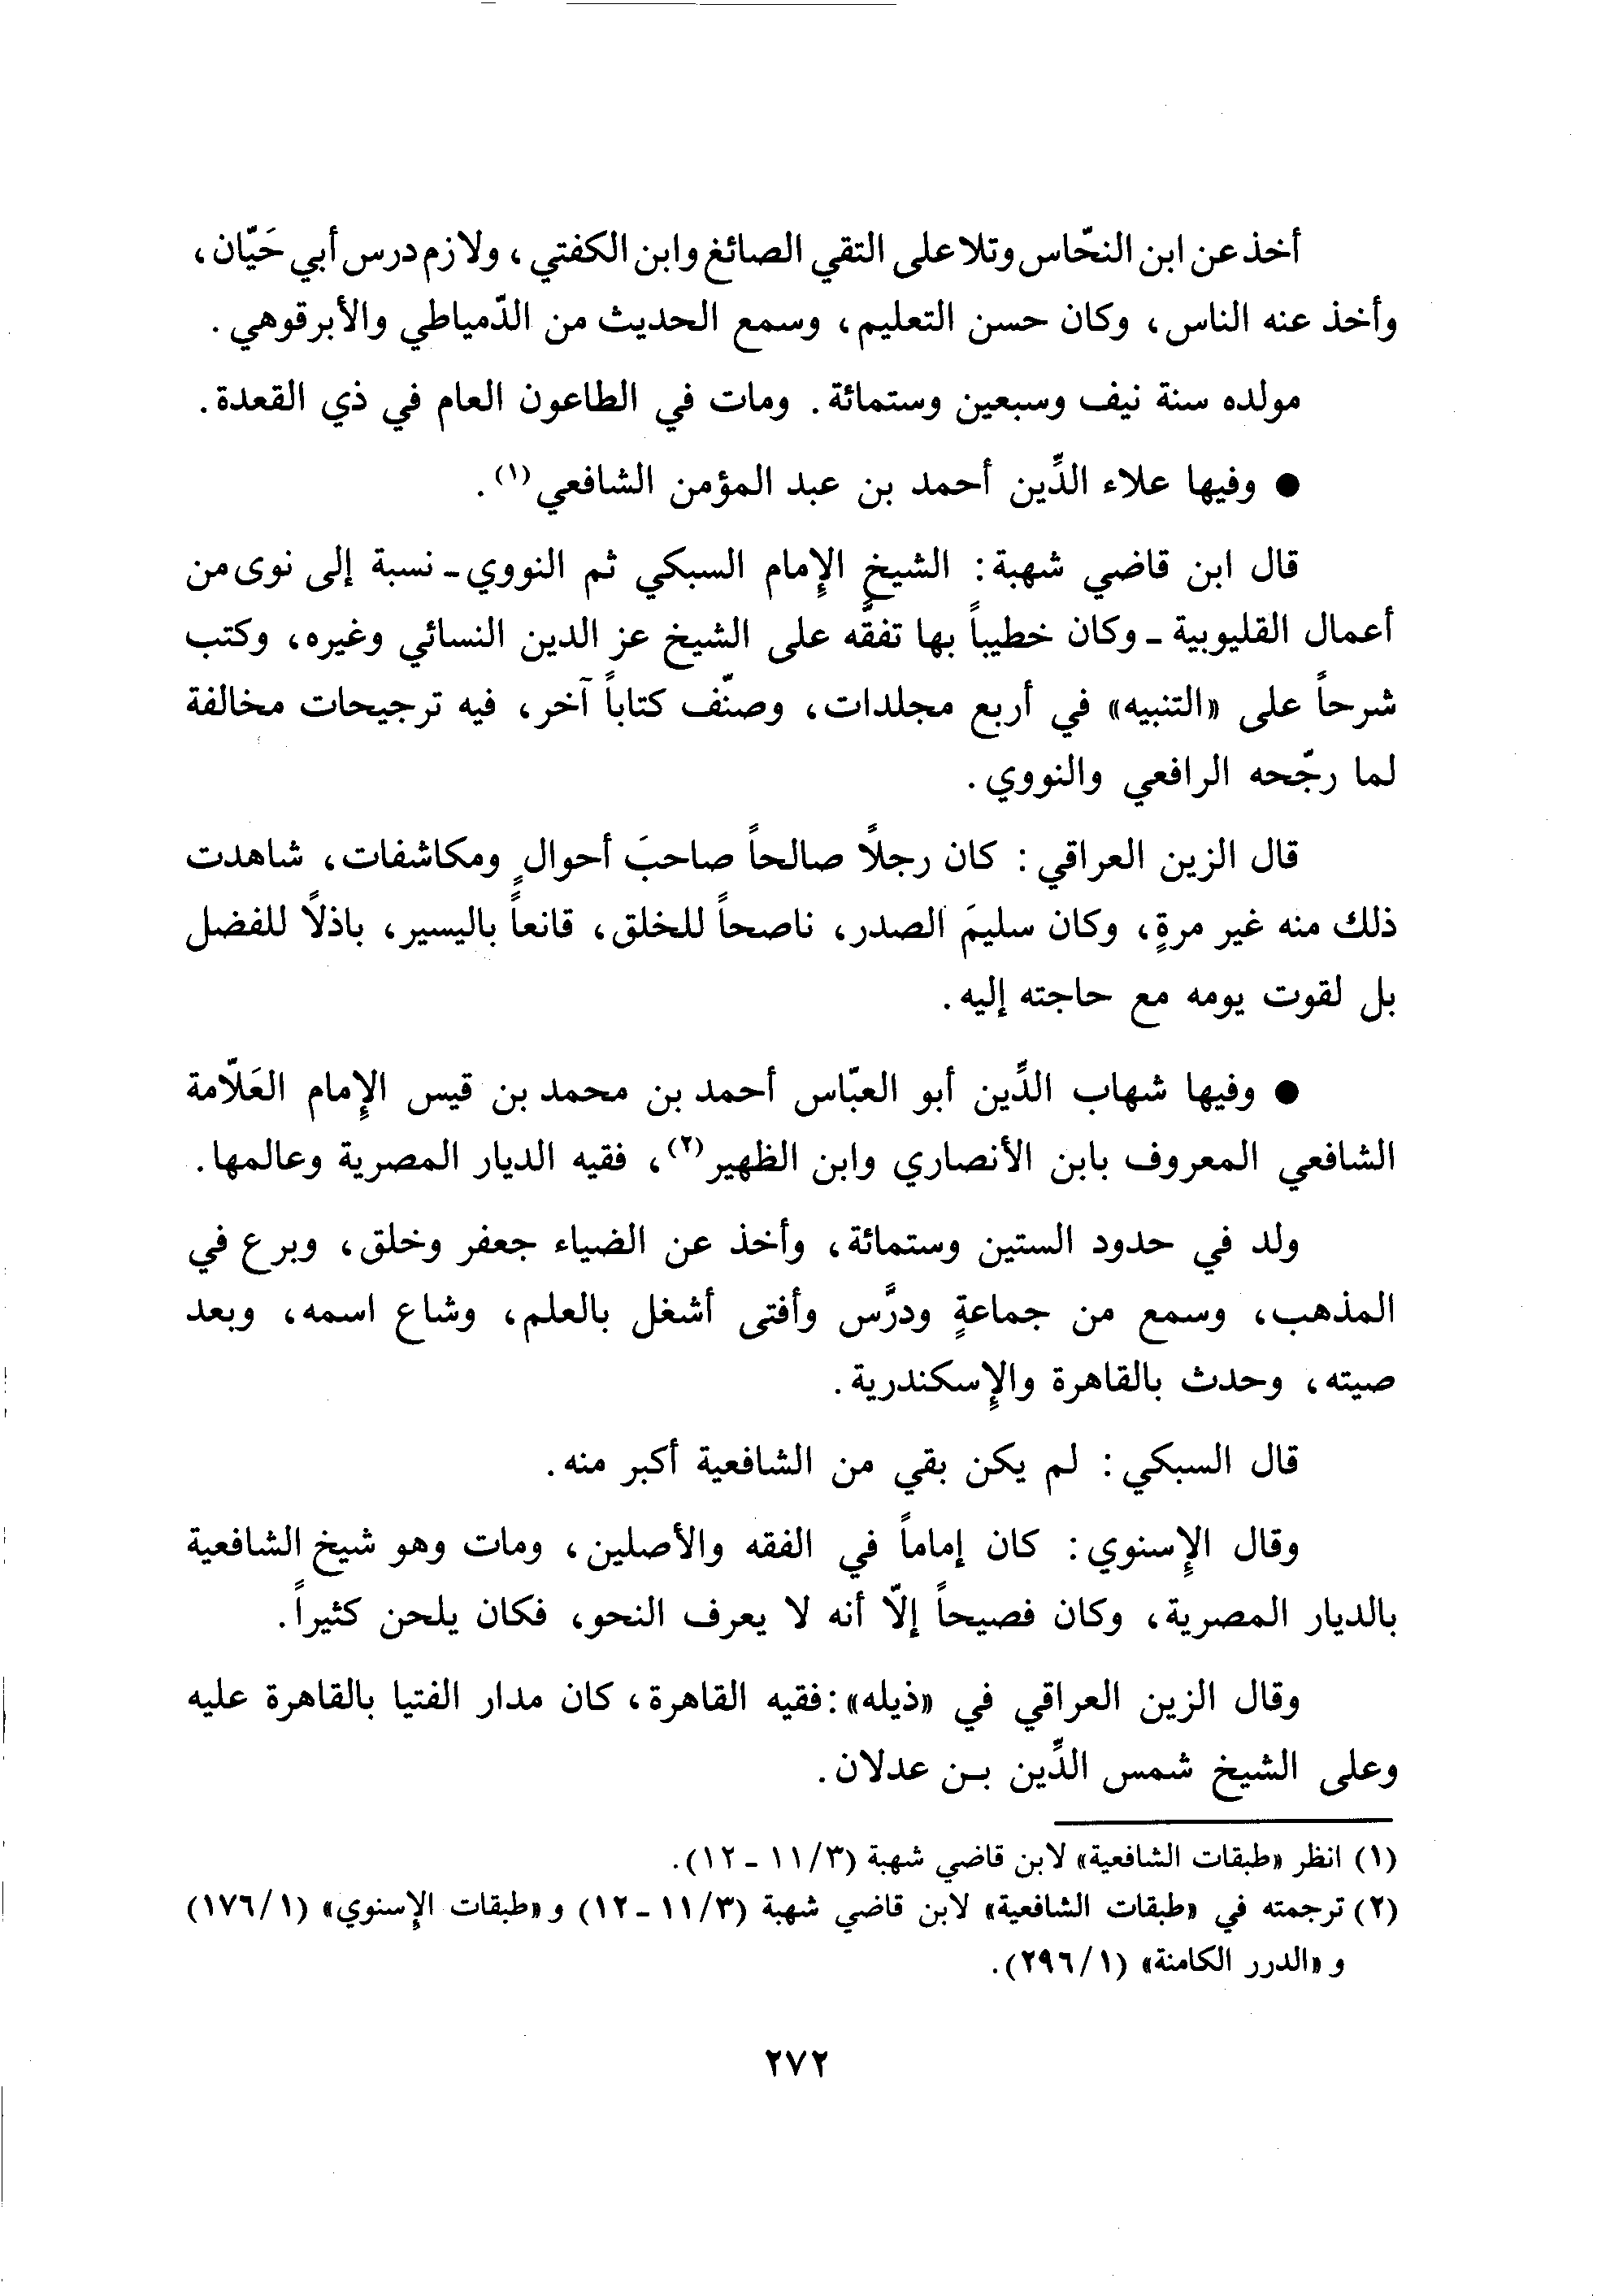 أخذ عن ابن النحّاس وتلا على التقي الصائغ وابن الكفتي، ولازم درس أبي حَيّان،
وأخذ عنه الناس، وكان حسن التعليم، وسمع الحديث من الدّمياطي والأبرقوهي.
مولده سنة نيف وسبعين وستمائة. ومات في الطاعون العام في ذي القعدة.
● وفيها علاء الدِّين أحمد بن عبد المؤمن الشافعي(١).
قال ابن قاضي شهبة: الشيخ الإِمام السبكي ثم النووي - نسبة إلى نوى من
أعمال القليوبية - وكان خطيباً بها تفقَّه على الشيخ عز الدين النسائي وغيره، وكتب
شرحاً على «التنبيه» في أربع مجلدات، وصنّف كتاباً آخر، فيه ترجيحات مخالفة
لما رجّحه الرافعي والنووي.
قال الزين العراقي: كان رجلاً صالحاً صاحبَ أحوالٍ ومكاشفات، شاهدت
ذلك منه غير مرةٍ، وكان سليمَ الصدر، ناصحاً للخلق، قانعاً باليسير، باذلاً للفضل
بل لقوت يومه مع حاجته إليه.
● وفيها شهاب الدِّين أبو العبّاس أحمد بن محمد بن قيس الإِمام العَلاّمة
الشافعي المعروف بابن الأنصاري وابن الظهير(٢)، فقيه الديار المصرية وعالمها.
ولد في حدود الستين وستمائة، وأخذ عن الضياء جعفر وخلق، وبرع في
المذهب، وسمع من جماعةٍ ودرَّس وأفتى أشغل بالعلم، وشاع اسمه، وبعد
صيته، وحدث بالقاهرة والإِسكندرية.
قال السبكي: لم يكن بقي من الشافعية أكبر منه.
وقال الإِسنوي: كان إماماً في الفقه والأصلين، ومات وهو شيخ الشافعية
بالديار المصرية، وكان فصيحاً إلّا أنه لا يعرف النحو، فكان يلحن كثيراً.
وقال الزين العراقي في «ذيله»: فقيه القاهرة، كان مدار الفتيا بالقاهرة عليه
وعلى الشيخ شمس الدِّين بن عدلان.
(١) انظر «طبقات الشافعية» لابن قاضي شهبة (٣/ ١١ - ١٢).
(٢) ترجمته في «طبقات الشافعية» لابن قاضي شهبة (٣/ ١١ - ١٢) و«طبقات الإِسنوي» (١/ ١٧٦)
و «الدرر الكامنة» (١/ ٢٩٦).
٢٧٢